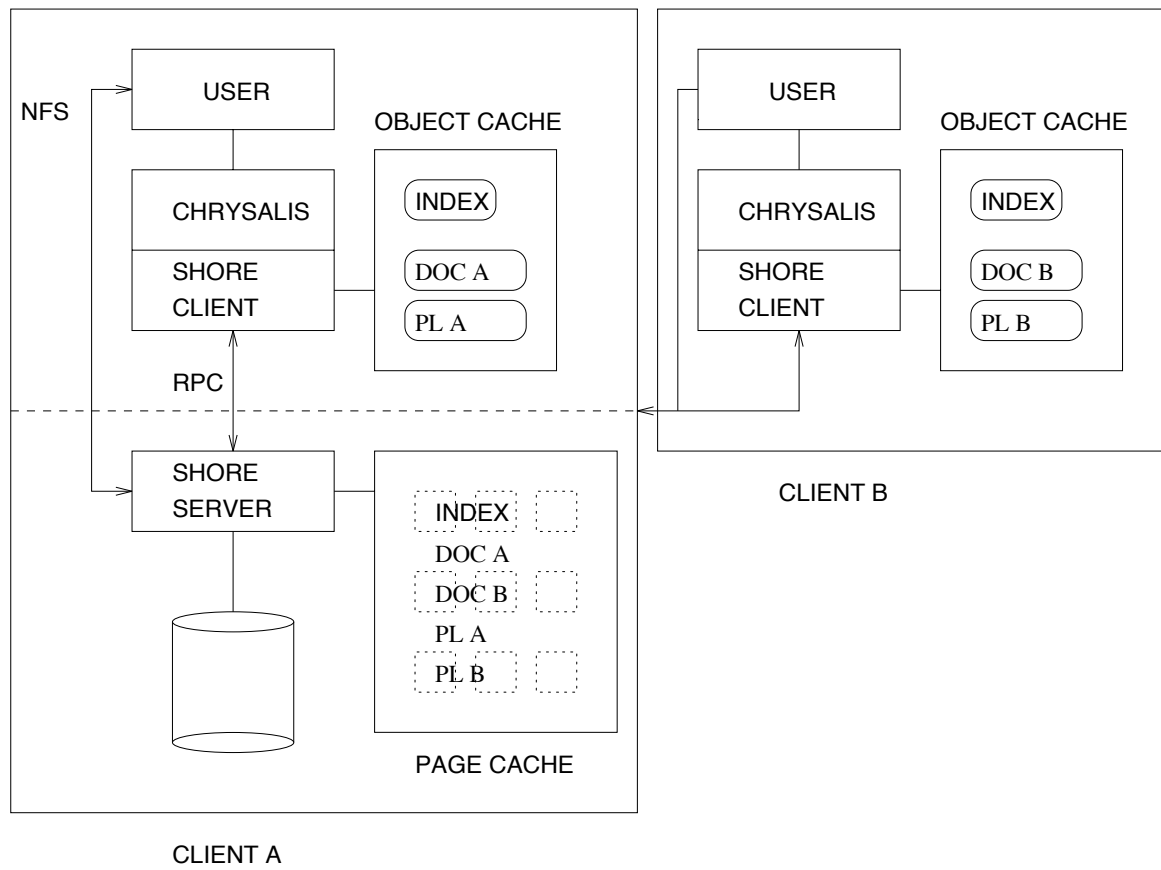 NFS
USER
OBJECT CACHE
CHRYSALIS
INDEX
SHORE
CLIENT
DOC A
PL A
RPC
SHORE
SERVER
INDEX
DOC A
DOC B
PL A
PL B
PAGE CACHE
CLIENT A
USER
OBJECT CACHE
CHRYSALIS
INDEX
SHORE
CLIENT
DOC B
PL B
CLIENT B